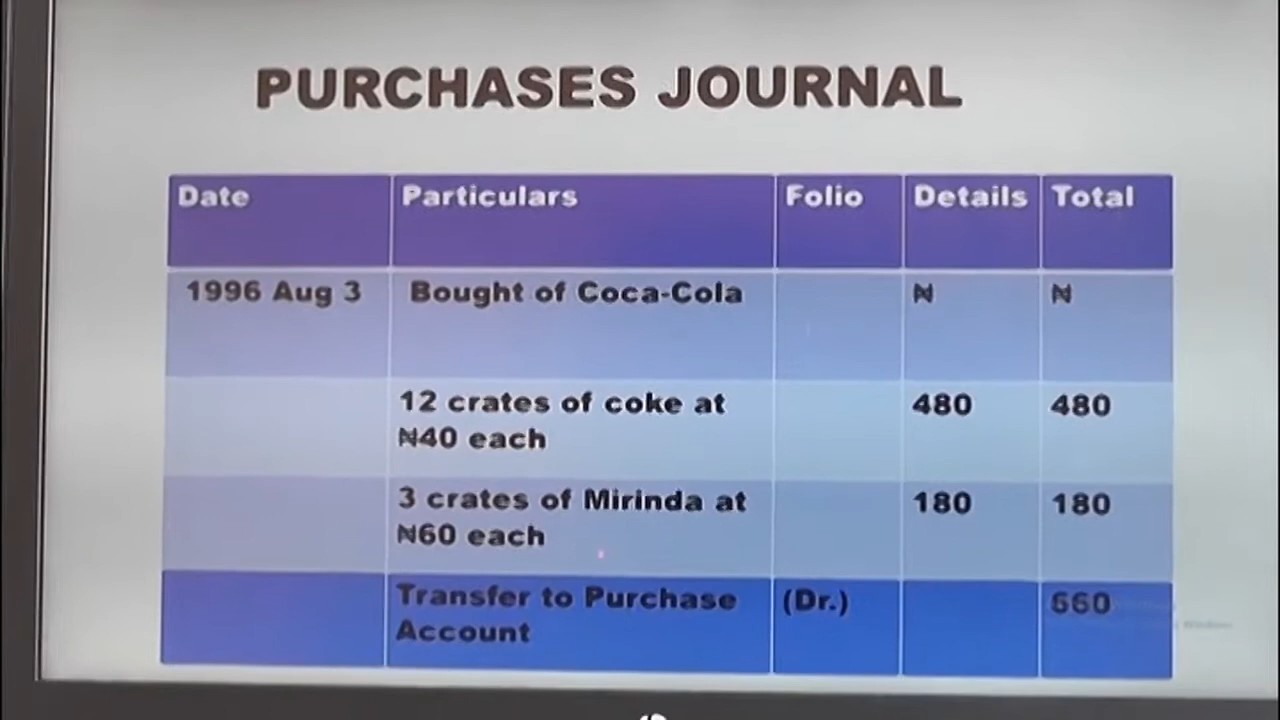 PURCHASES JOURNAL
Date Particulars Folio Details Total
1996 Aug 3 Bought of Coca-Cola ₦ ₦
12 crates of coke at 480 480
₦40 each
3 crates of Mirinda at 180 180
₦60 each
Transfer to Purchase (Dr.) 660
Account